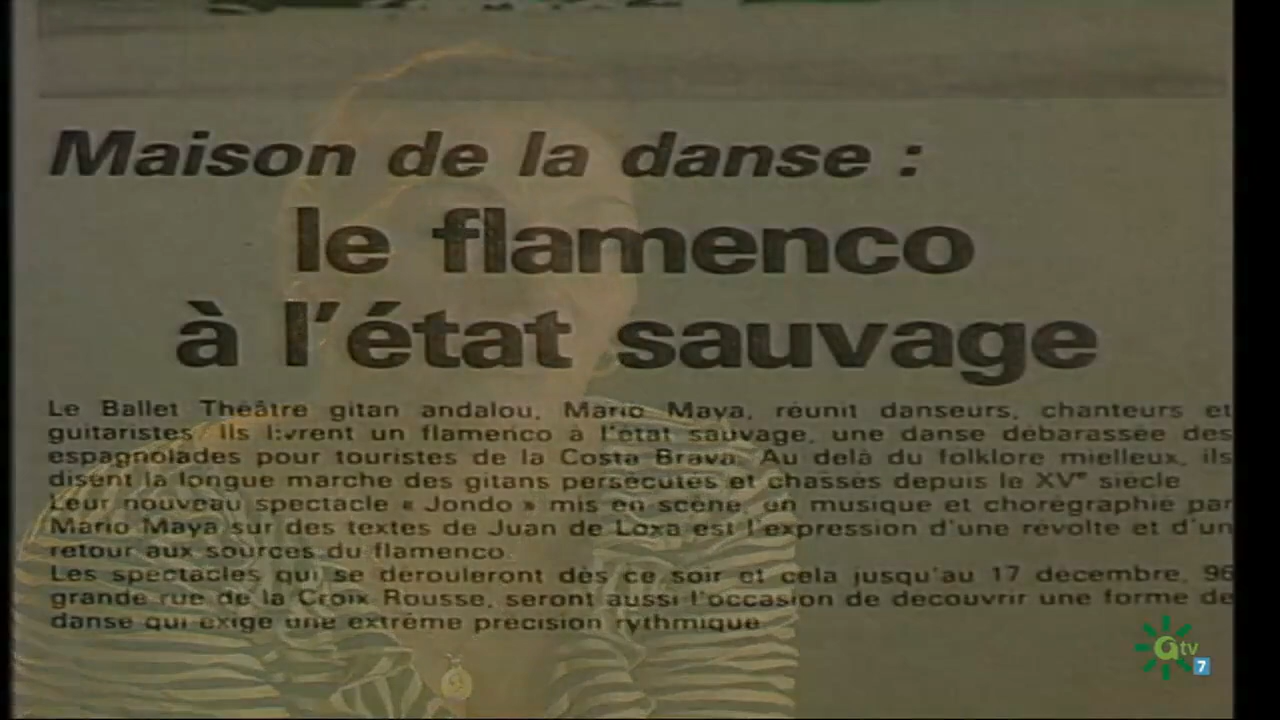 Maison de la danse :
le flamenco
à l'état sauvage
Le Ballet Théâtre gitan andalou, Mario Maya, réunit danseurs, chanteurs et
guitaristes. Ils livrent un flamenco à l'état sauvage, une danse débarassée des
espagnolades pour touristes de la Costa Brava. Au delà du folklore mielleux, ils
disent la longue marche des gitans persécutés et chassés depuis le XVe siècle
Leur nouveau spectacle « Jondo » mis en scène, en musique et chorégraphie par
Mario Maya sur des textes de Juan de Loxa est l'expression d'une révolte et d'un
retour aux sources du flamenco.
Les spectacles qui se dérouleront dès ce soir et cela jusqu'au 17 décembre, 96
grande rue de la Croix Rousse, seront aussi l'occasion de découvrir une forme de
danse qui exige une extrême précision rythmique
atv
7